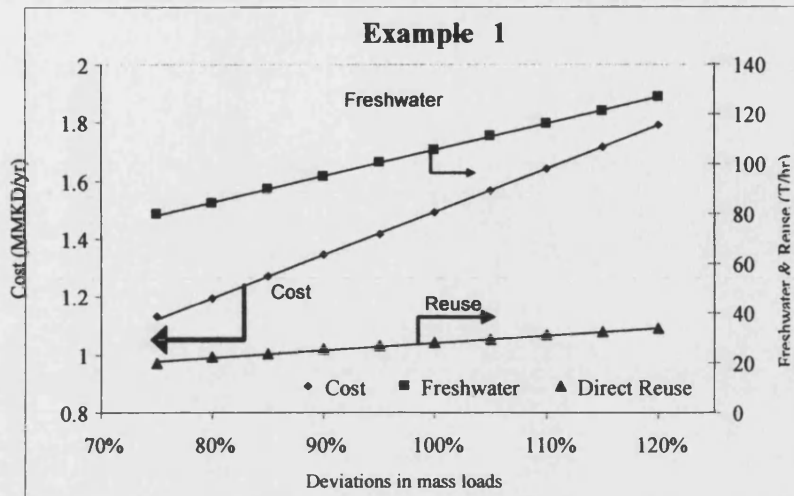 Example 1
Cost (MMKD/yr)
2
1.8
1.6
1.4
1.2
1
0.8
Freshwater
Cost
Reuse
Cost Freshwater Direct Reuse
140
120
100
80
60
40
20
0
Freshwater & Reuse (T/hr)
70% 80% 90% 100% 110% 120%
Deviations in mass loads